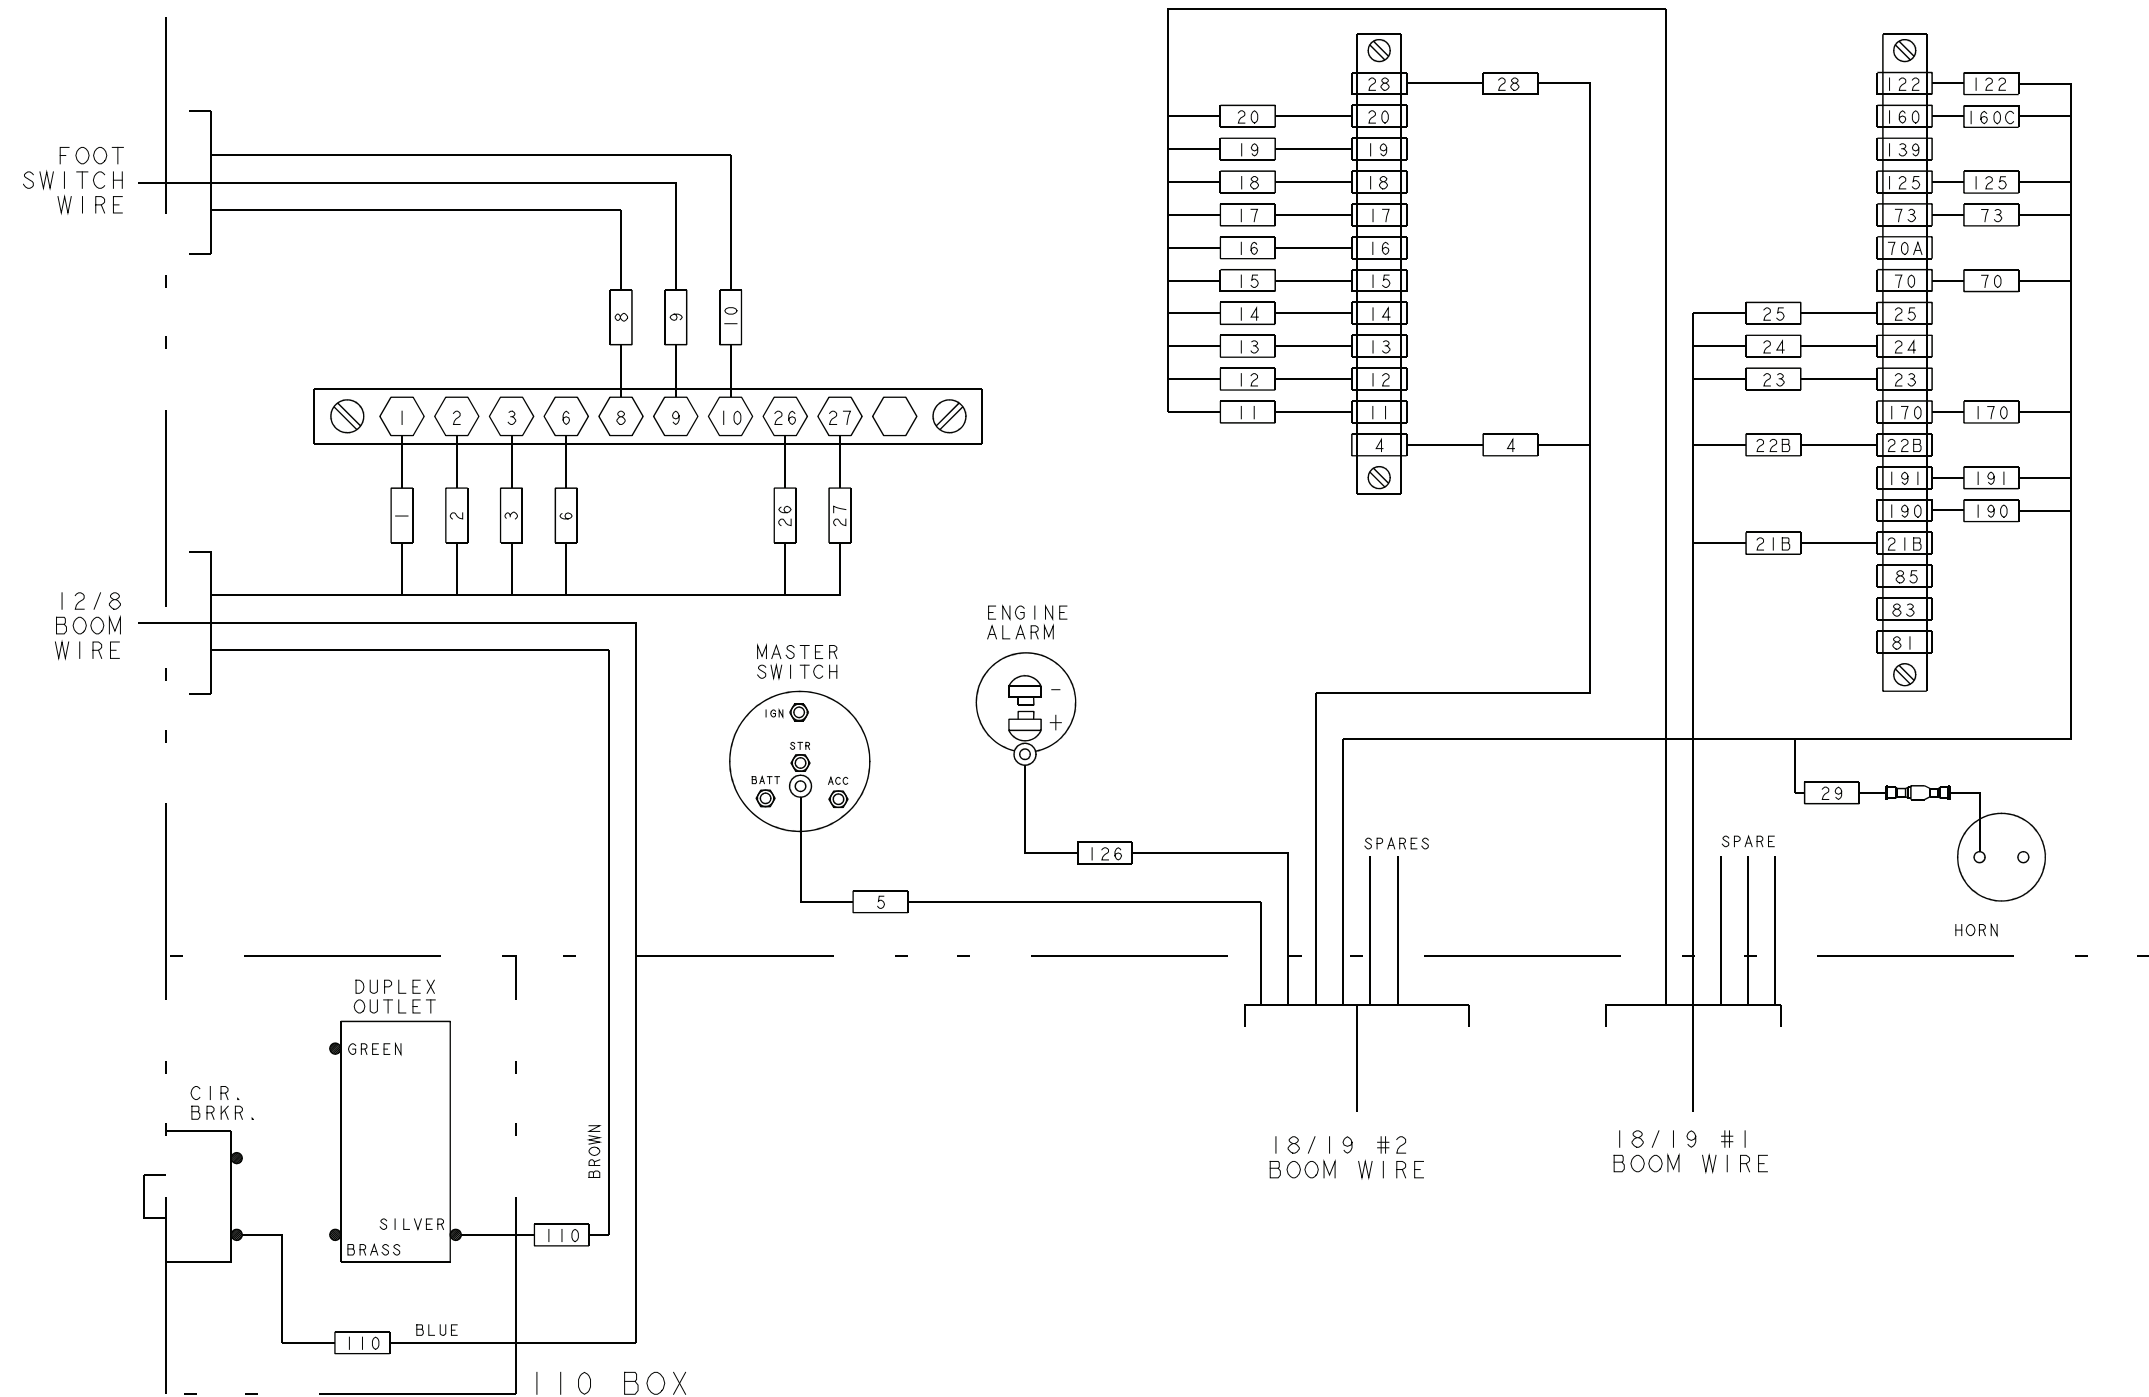 FOOT
SWITCH
WIRE
8
9
10
1
2
3
6
8
9
10
26
27
1
2
3
6
26
27
12/8
BOOM
WIRE
28
28
20
20
19
19
18
18
17
17
16
16
15
15
14
14
13
13
12
12
11
11
4
4
122
122
160
160C
139
125
125
73
73
70A
70
70
25
25
24
24
23
23
170
170
22B
22B
191
191
190
190
21B
21B
85
83
81
MASTER
SWITCH
IGN
STR
BATT
ACC
ENGINE
ALARM
-
+
126
5
29
SPARES
SPARE
HORN
DUPLEX
OUTLET
GREEN
CIR.
BRKR.
BROWN
SILVER
BRASS
110
BLUE
110
110 BOX
18/19 #2
BOOM WIRE
18/19 #1
BOOM WIRE